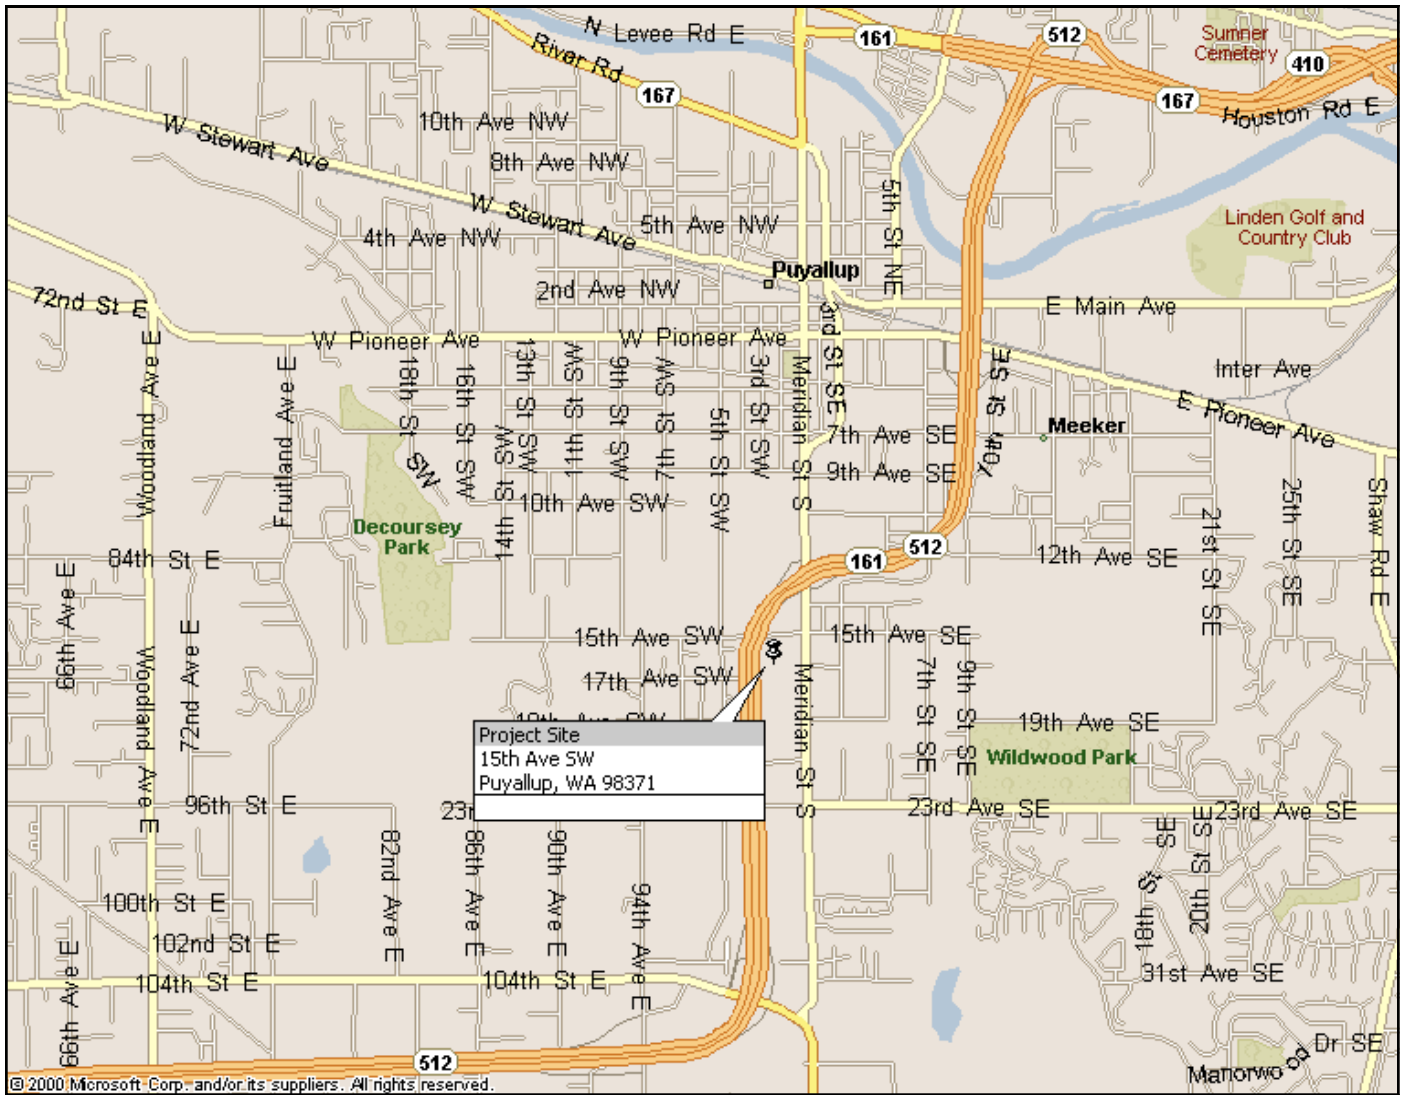 N Levee Rd E
161
512
Sumner
Cemetery
410
River Rd
167
167
Houston Rd E
10th Ave NW
W Stewart Ave
8th Ave NW
5th St NE
W Stewart Ave
5th Ave NW
Linden Golf and
Country Club
4th Ave NW
Puyallup
72nd St E
2nd Ave NW
E Main Ave
3rd St SE
W Pioneer Ave
W Pioneer Ave
Inter Ave
Woodland Ave E
Fruitland Ave E
18th St SW
16th St SW
13th St SW
14th St SW
11th St SW
9th St SW
7th St SW
5th St SW
3rd St SW
Meridian St S
10th St SE
E Pioneer Ave
7th Ave SE
Meeker
9th Ave SE
10th Ave SW
Decoursey
Park
21st St SE
25th St SE
Shaw Rd E
84th St E
161
512
12th Ave SE
66th Ave E
72nd Ave E
15th Ave SW
15th Ave SE
Woodland Ave E
17th Ave SW
Meridian St S
7th St SE
9th St SE
19th Ave SE
Wildwood Park
Project Site
15th Ave SW
Puyallup, WA 98371
96th St E
23rd Ave SE
23rd Ave SE
82nd Ave E
86th Ave E
90th Ave E
94th Ave E
18th St SE
20th St SE
100th St E
102nd St E
66th Ave E
104th St E
104th St E
31st Ave SE
512
Manorwood Dr SE
© 2000 Microsoft Corp. and/or its suppliers. All rights reserved.